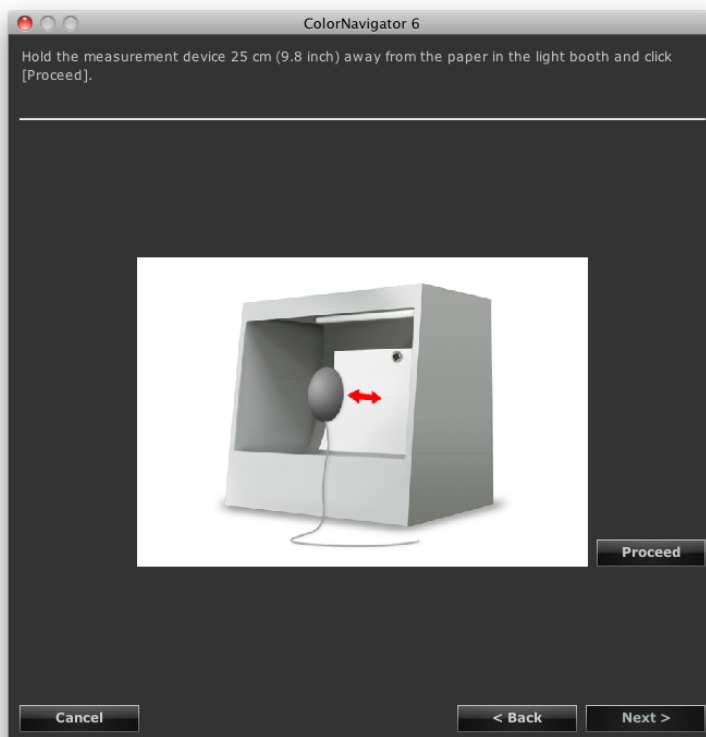 ColorNavigator 6
Hold the measurement device 25 cm (9.8 inch) away from the paper in the light booth and click
[Proceed].
Proceed
Cancel
< Back
Next >